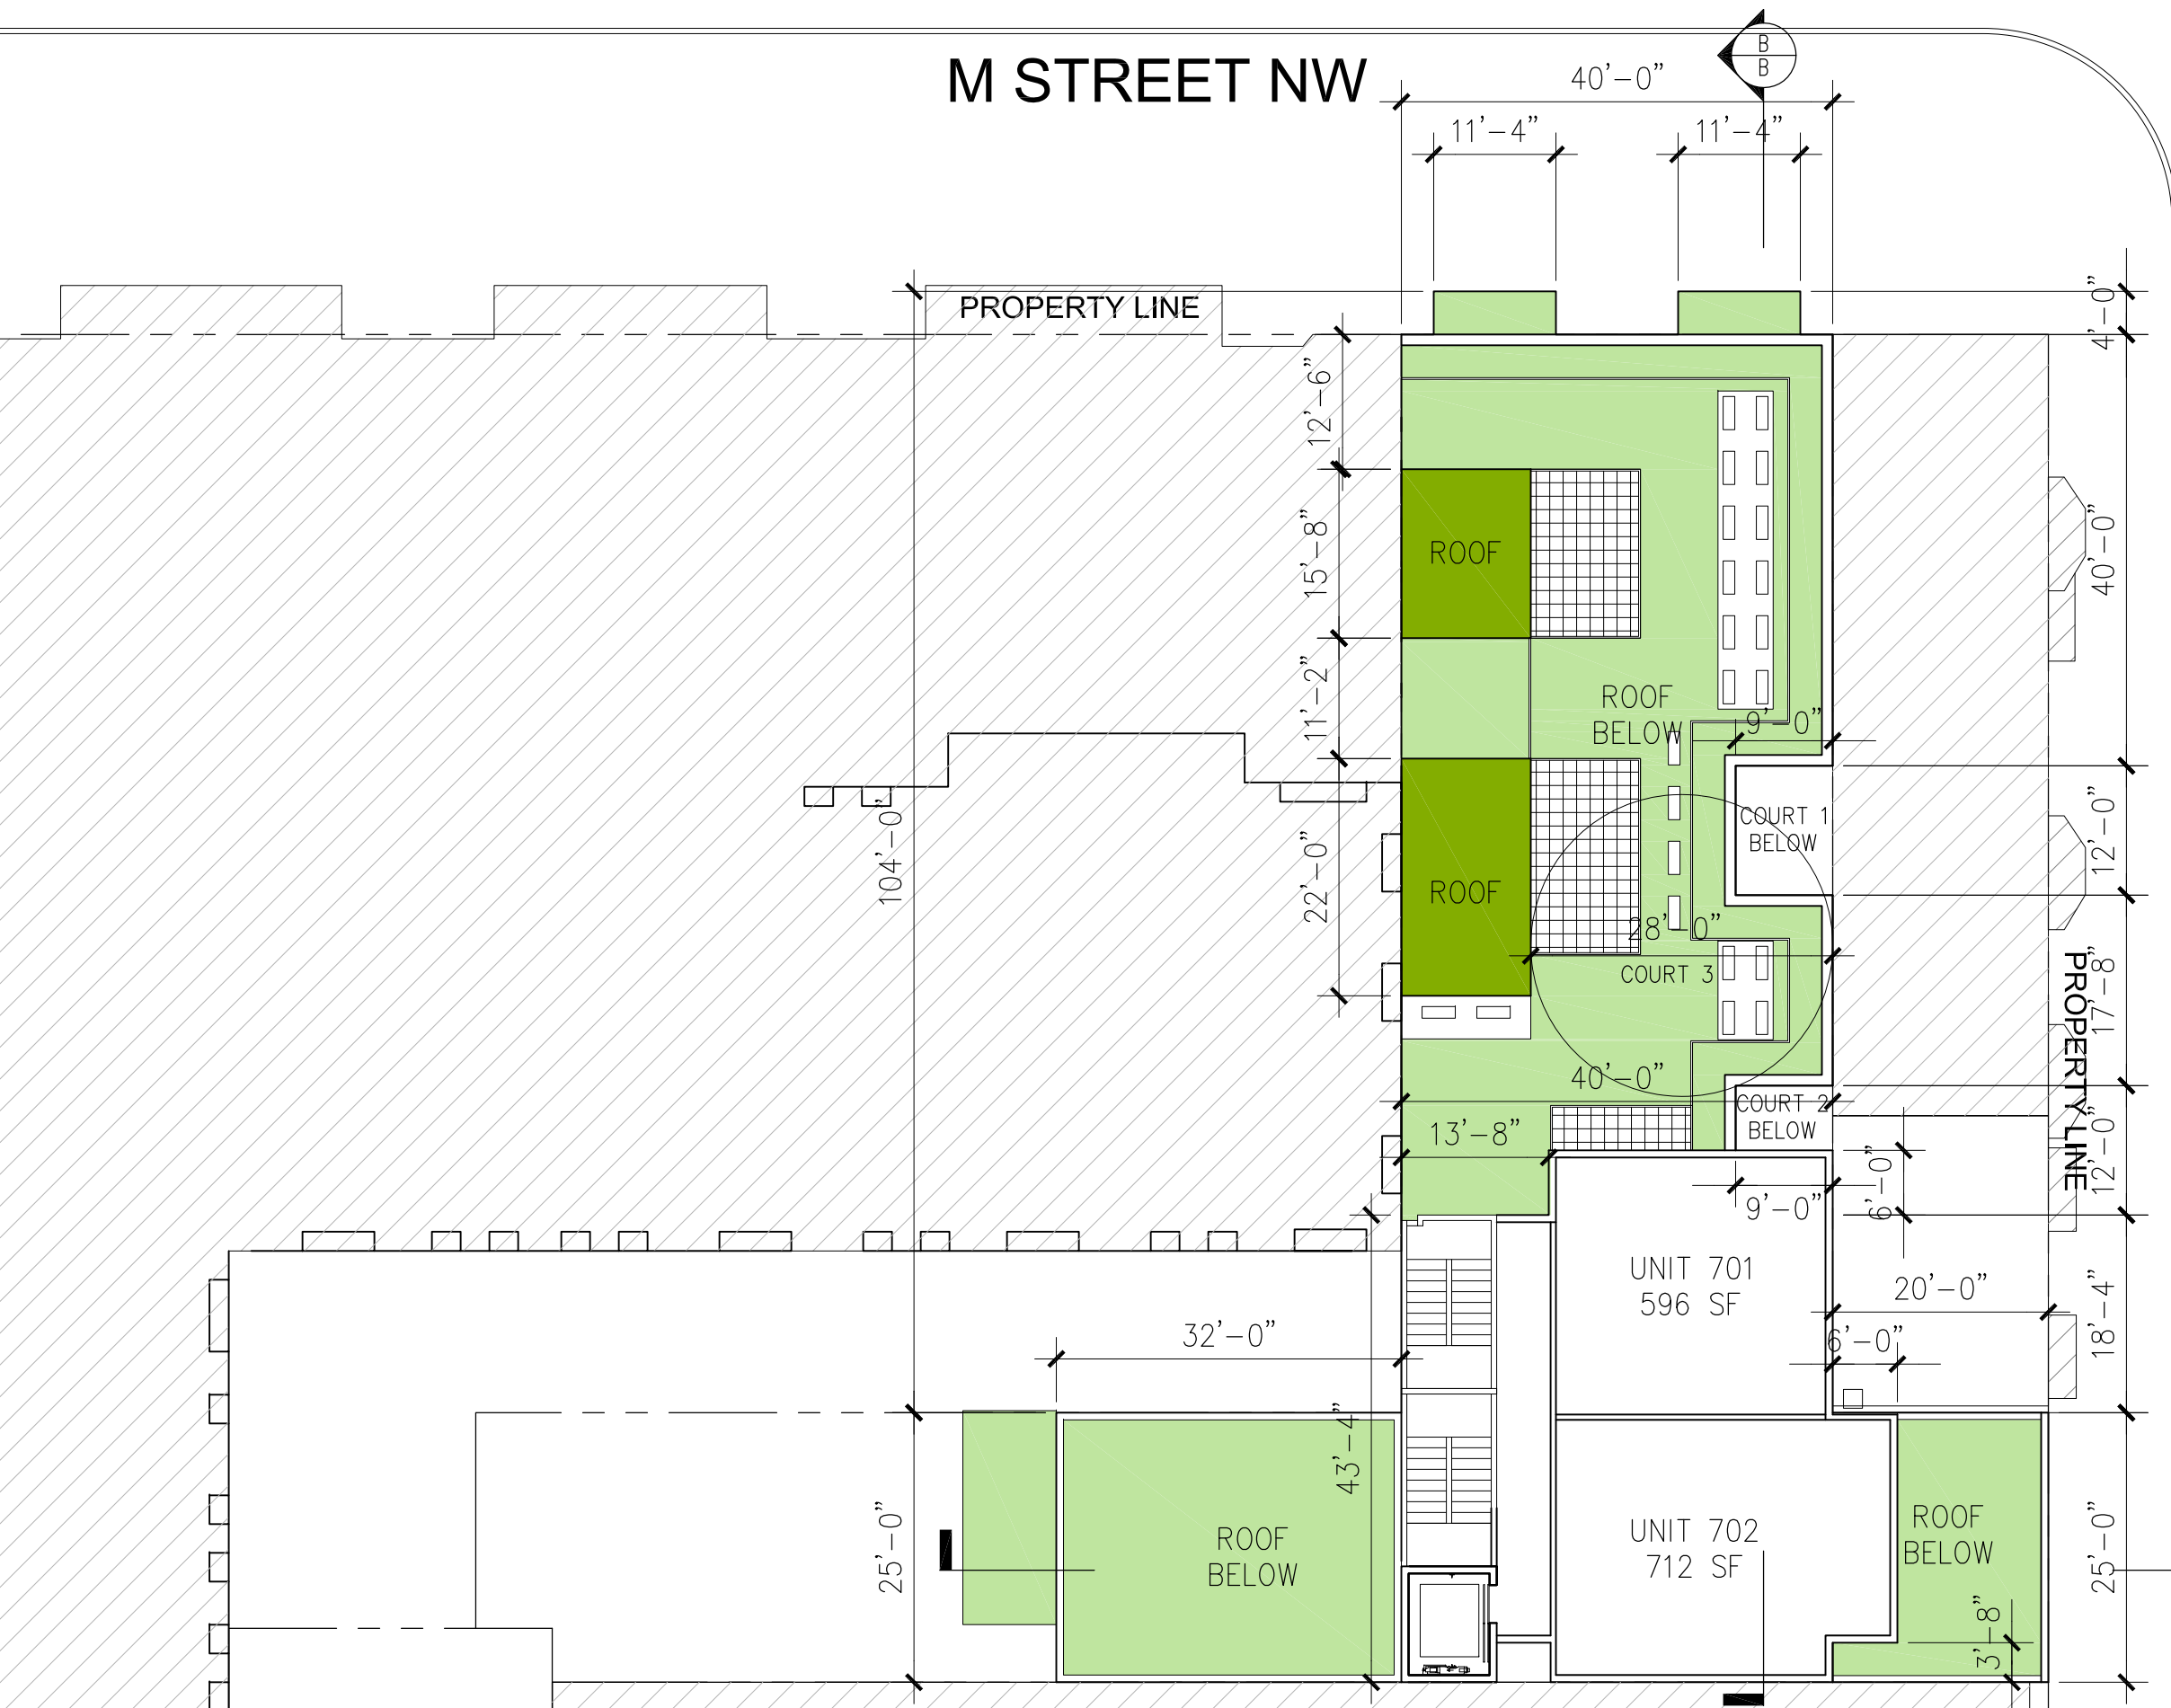 B
B
M STREET NW
40'-0"
11'-4"
11'-4"
PROPERTY LINE
4'-0"
12'-6"
15'-8"
ROOF
40'-0"
11'-2"
ROOF
BELOW
9'-0"
104'-0"
22'-0"
ROOF
COURT 1
BELOW
12'-0"
28'-0"
COURT 3
17'-8"
PROPERTY LINE
40'-0"
COURT 2
BELOW
13'-8"
12'-0"
9'-0"
6'-0"
UNIT 701
596 SF
20'-0"
18'-4"
32'-0"
6'-0"
43'-4"
25'-0"
ROOF
BELOW
UNIT 702
712 SF
ROOF
BELOW
25'-0"
3'-8"